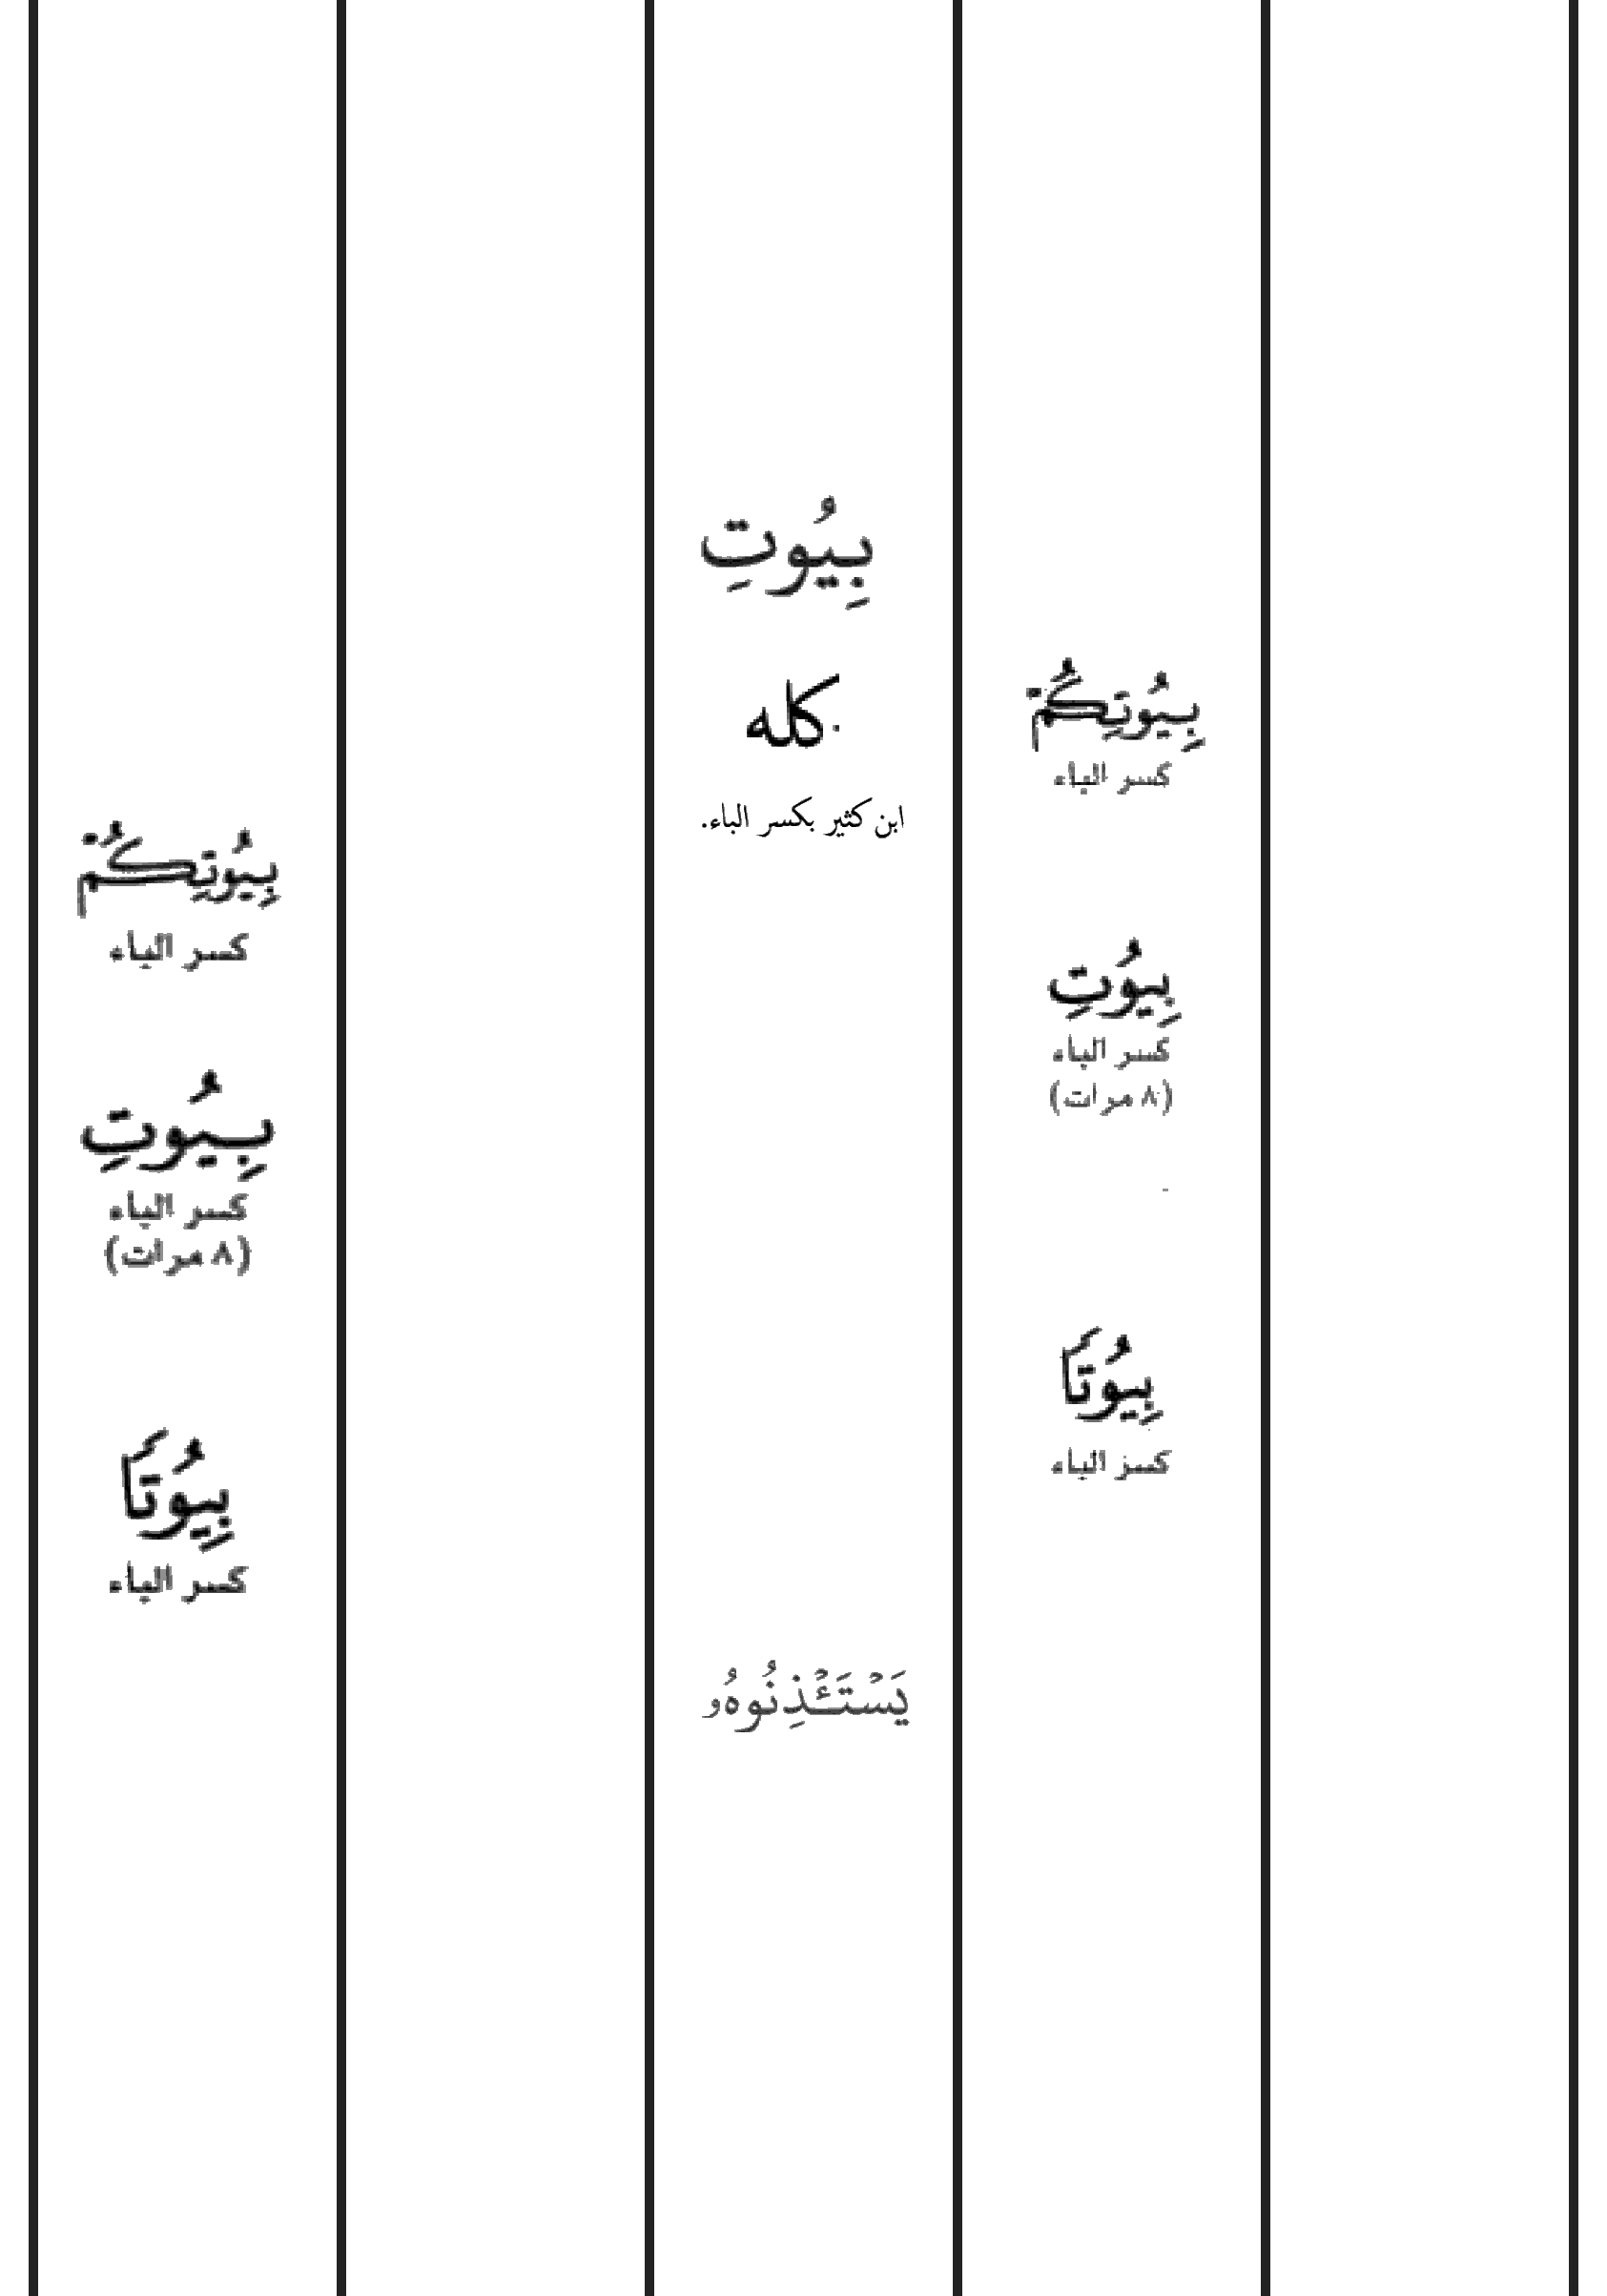 بِيُوتِكُمْ
كسر الباء
بِيُوتِ
كسر الباء
(٨ مرات)
بِيُوتًا
كسر الباء
بِيُوتِ
كله
ابن كثير بكسر الباء.
يَسْتَـْٔذِنُوهُۥ
بِيُوتِكُمْ
كسر الباء
بِيُوتِ
كسر الباء
(٨ مرات)
بِيُوتًا
كسر الباء